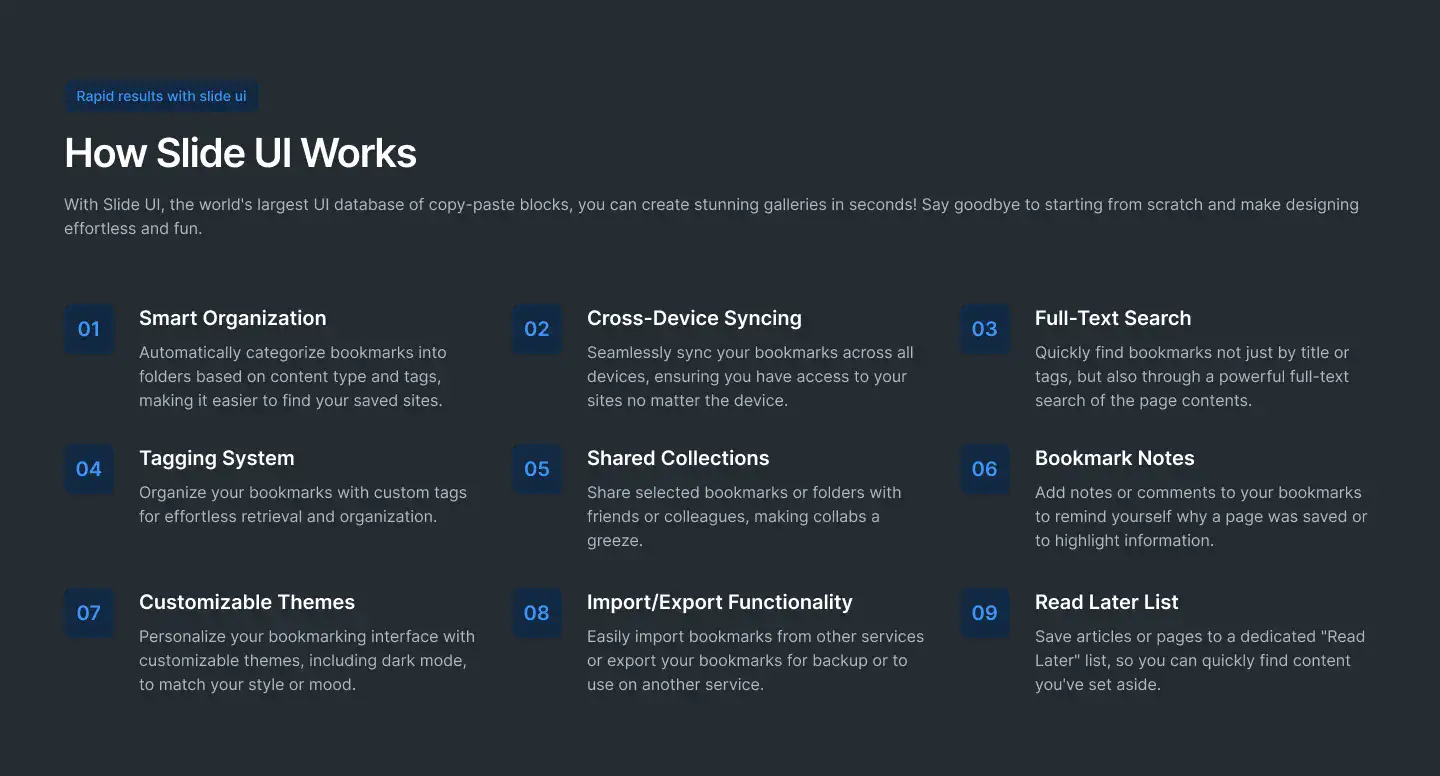 Rapid results with slide ui
How Slide UI Works
With Slide UI, the world's largest UI database of copy-paste blocks, you can create stunning galleries in seconds! Say goodbye to starting from scratch and make designing
effortless and fun.
01
Smart Organization
Automatically categorize bookmarks into
folders based on content type and tags,
making it easier to find your saved sites.
02
Cross-Device Syncing
Seamlessly sync your bookmarks across all
devices, ensuring you have access to your
sites no matter the device.
03
Full-Text Search
Quickly find bookmarks not just by title or
tags, but also through a powerful full-text
search of the page contents.
04
Tagging System
Organize your bookmarks with custom tags
for effortless retrieval and organization.
05
Shared Collections
Share selected bookmarks or folders with
friends or colleagues, making collabs a
greeze.
06
Bookmark Notes
Add notes or comments to your bookmarks
to remind yourself why a page was saved or
to highlight information.
07
Customizable Themes
Personalize your bookmarking interface with
customizable themes, including dark mode,
to match your style or mood.
08
Import/Export Functionality
Easily import bookmarks from other services
or export your bookmarks for backup or to
use on another service.
09
Read Later List
Save articles or pages to a dedicated "Read
Later" list, so you can quickly find content
you've set aside.